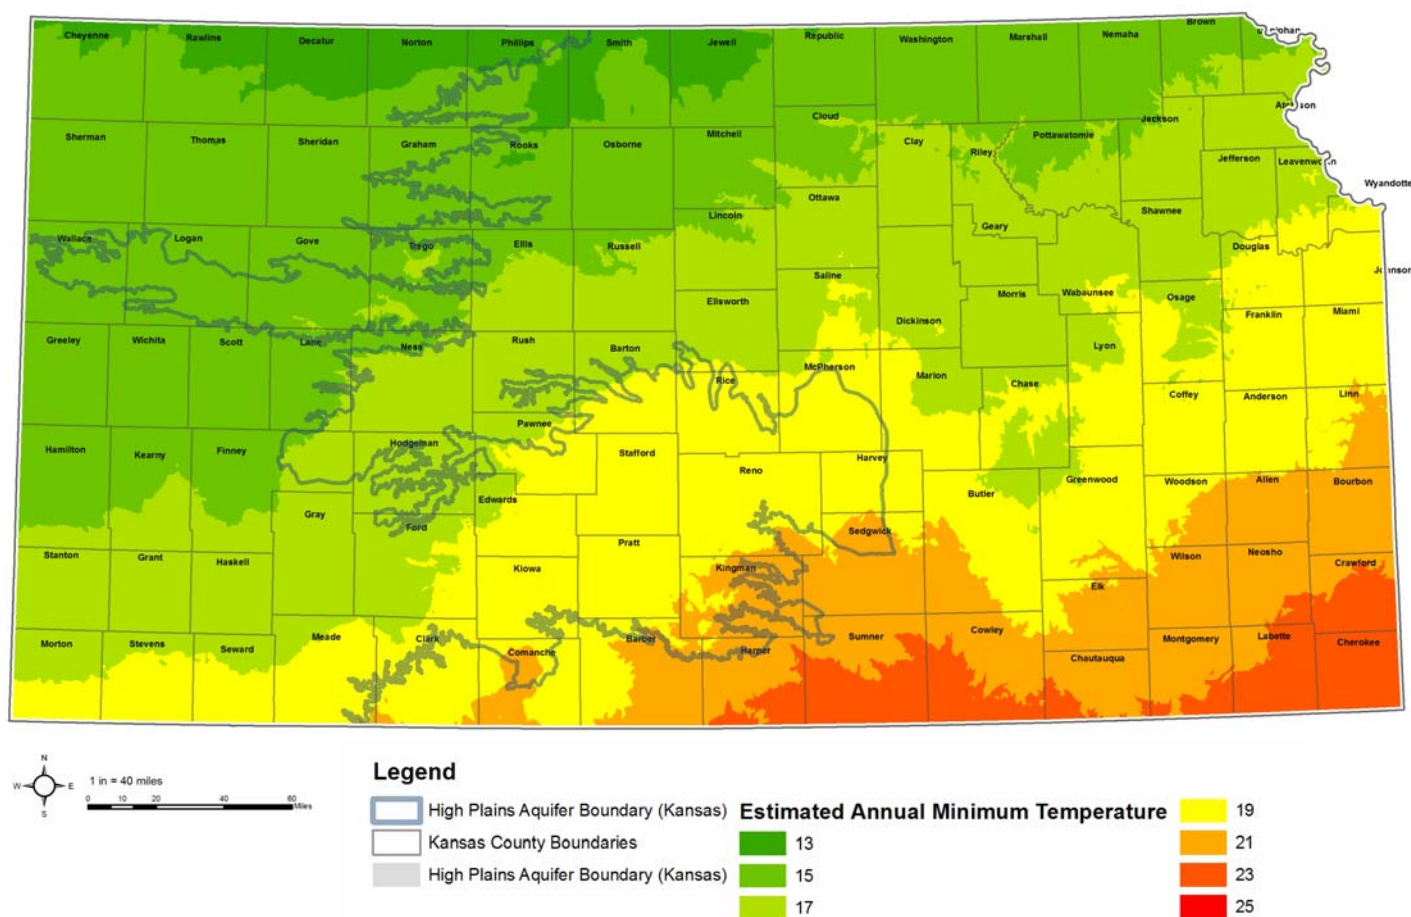 Cheyenne
Rawlins
Decatur
Norton
Phillips
Smith
Jewell
Republic
Washington
Marshall
Nemaha
Brown
Sherman
Thomas
Sheridan
Graham
Rooks
Osborne
Mitchell
Cloud
Clay
Riley
Pottawatomie
Jackson
Jefferson
Wyandotte
Wallace
Logan
Gove
Trego
Ellis
Russell
Lincoln
Ottawa
Saline
Geary
Shawnee
Douglas
Greeley
Wichita
Scott
Lane
Ness
Rush
Barton
Ellsworth
Rice
McPherson
Dickinson
Marion
Morris
Wabaunsee
Osage
Lyon
Chase
Franklin
Miami
Coffey
Anderson
Linn
Hamilton
Kearny
Finney
Hodgeman
Pawnee
Edwards
Stafford
Reno
Harvey
Butler
Greenwood
Woodson
Allen
Bourbon
Stanton
Grant
Haskell
Gray
Ford
Kiowa
Pratt
Kingman
Sedgwick
Elk
Wilson
Neosho
Crawford
Morton
Stevens
Seward
Meade
Clark
Comanche
Barber
Harper
Sumner
Cowley
Chautauqua
Montgomery
Labette
Cherokee
N
W E
S
1 in = 40 miles
0 10 20 40 60
Miles
Legend
High Plains Aquifer Boundary (Kansas)
Kansas County Boundaries
High Plains Aquifer Boundary (Kansas)
Estimated Annual Minimum Temperature
13
15
17
19
21
23
25